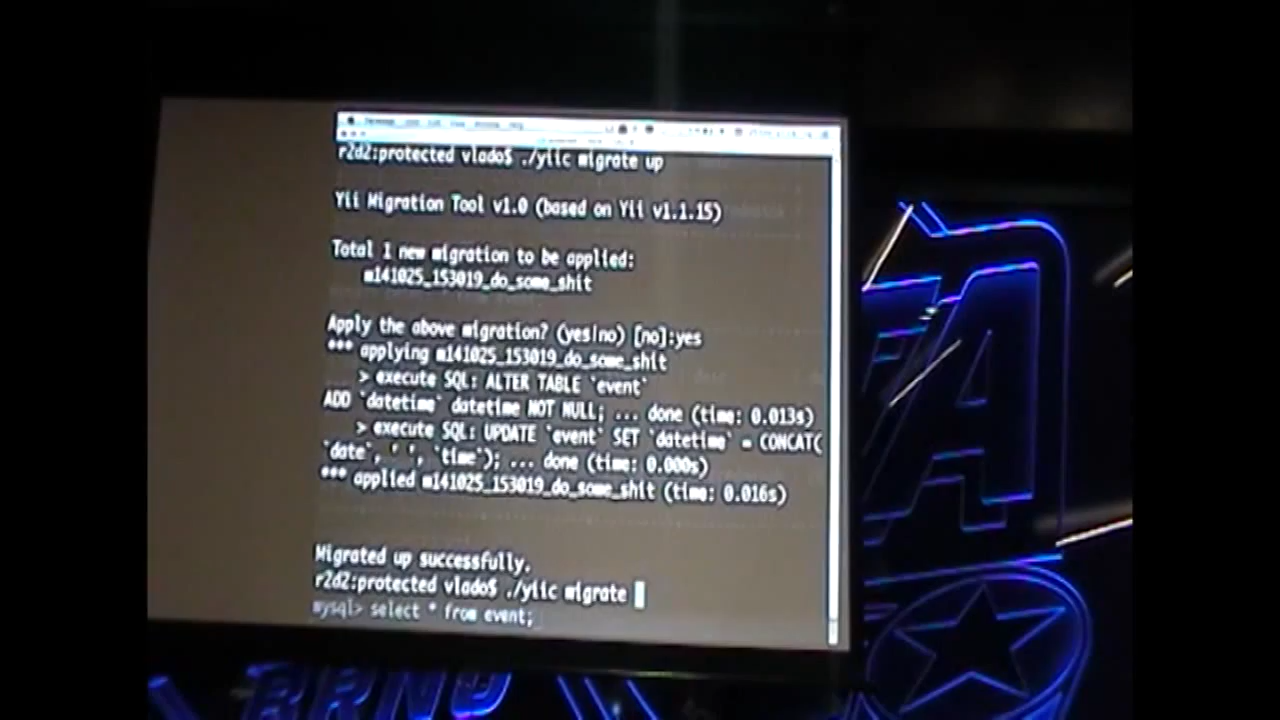 r2d2:protected vlado$ ./yiic migrate up
Yii Migration Tool v1.0 (based on Yii v1.1.15)
Total 1 new migration to be applied:
m141025_153019_do_some_shit
Apply the above migration? (yes|no) [no]:yes
*** applying m141025_153019_do_some_shit
> execute SQL: ALTER TABLE `event`
ADD `datetime` datetime NOT NULL; ... done (time: 0.013s)
> execute SQL: UPDATE `event` SET `datetime` = CONCAT(
`date`, ' ', `time`); ... done (time: 0.000s)
*** applied m141025_153019_do_some_shit (time: 0.016s)
Migrated up successfully.
r2d2:protected vlado$ ./yiic migrate
mysql> select * from event;
BRNO